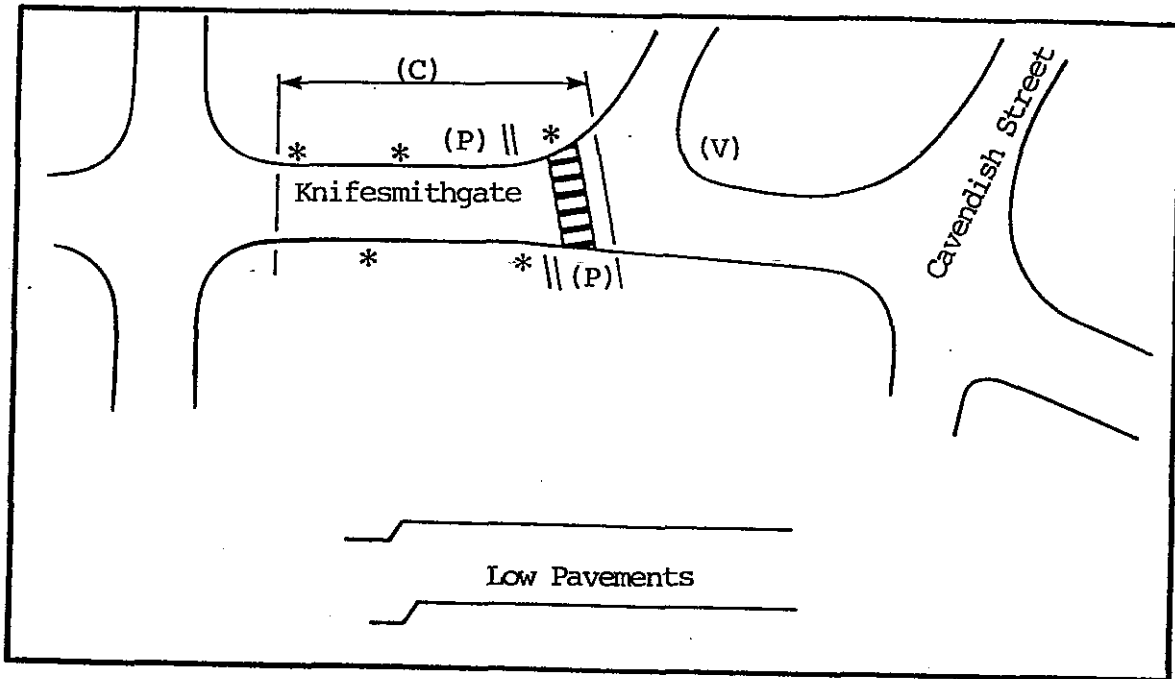 (C)
(P)
(V)
Knifesmithgate
Cavendish Street
(P)
Low Pavements